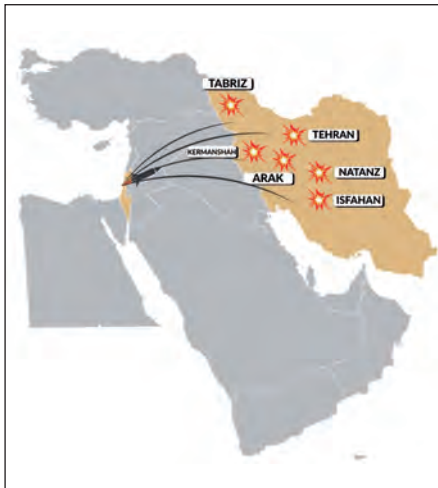 TABRIZ
TEHRAN
KERMANSHAH
ARAK
NATANZ
ISFAHAN